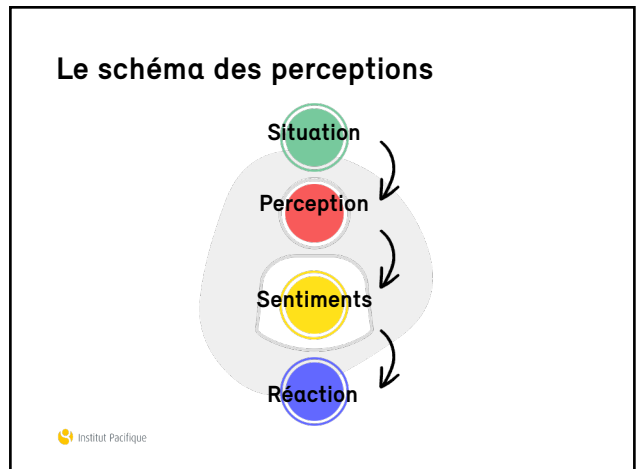 Le schéma des perceptions
Situation
Perception
Sentiments
Réaction
Institut Pacifique